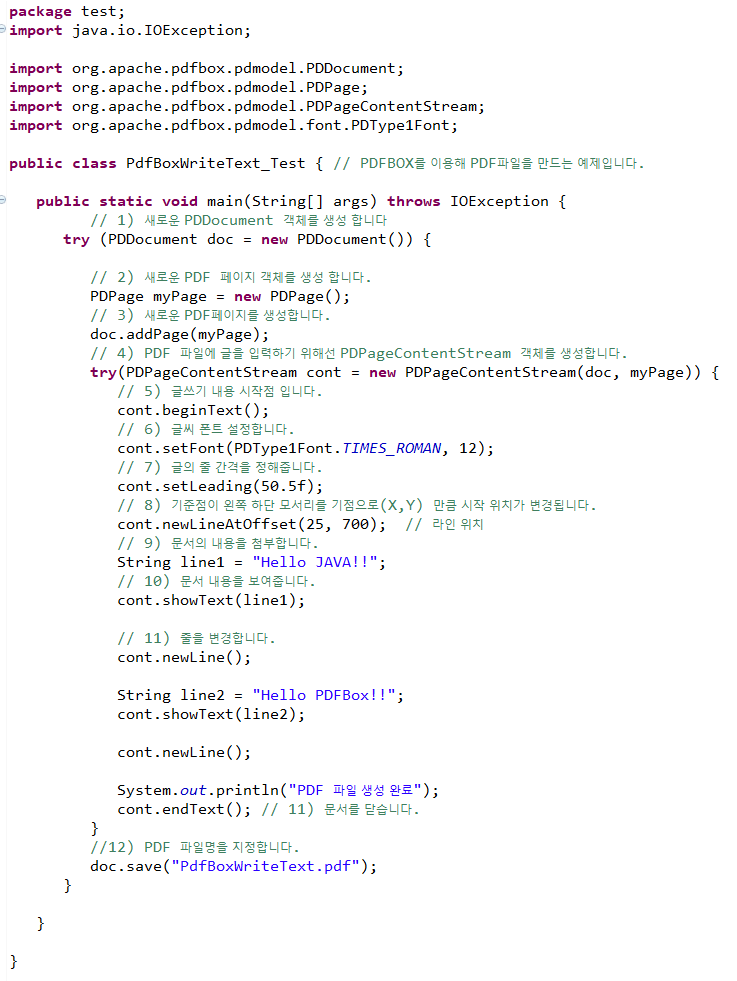 package test;
import java.io.IOException;
import org.apache.pdfbox.pdmodel.PDDocument;
import org.apache.pdfbox.pdmodel.PDPage;
import org.apache.pdfbox.pdmodel.PDPageContentStream;
import org.apache.pdfbox.pdmodel.font.PDType1Font;
public class PdfBoxWriteText_Test { // PDFBOX를 이용해 PDF파일을 만드는 예제입니다.
public static void main(String[] args) throws IOException {
// 1) 새로운 PDDocument 객체를 생성 합니다
try (PDDocument doc = new PDDocument()) {
// 2) 새로운 PDF 페이지 객체를 생성 합니다.
PDPage myPage = new PDPage();
// 3) 새로운 PDF페이지를 생성합니다.
doc.addPage(myPage);
// 4) PDF 파일에 글을 입력하기 위해선 PDPageContentStream 객체를 생성합니다.
try(PDPageContentStream cont = new PDPageContentStream(doc, myPage)) {
// 5) 글쓰기 내용 시작점 입니다.
cont.beginText();
// 6) 글씨 폰트 설정합니다.
cont.setFont(PDType1Font.TIMES_ROMAN, 12);
// 7) 글의 줄 간격을 정해줍니다.
cont.setLeading(50.5f);
// 8) 기준점이 왼쪽 하단 모서리를 기점으로(X,Y) 만큼 시작 위치가 변경됩니다.
cont.newLineAtOffset(25, 700); // 라인 위치
// 9) 문서의 내용을 첨부합니다.
String line1 = "Hello JAVA!!";
// 10) 문서 내용을 보여줍니다.
cont.showText(line1);
// 11) 줄을 변경합니다.
cont.newLine();
String line2 = "Hello PDFBox!!";
cont.showText(line2);
cont.newLine();
System.out.println("PDF 파일 생성 완료");
cont.endText(); // 11) 문서를 닫습니다.
}
//12) PDF 파일명을 지정합니다.
doc.save("PdfBoxWriteText.pdf");
}
}
}